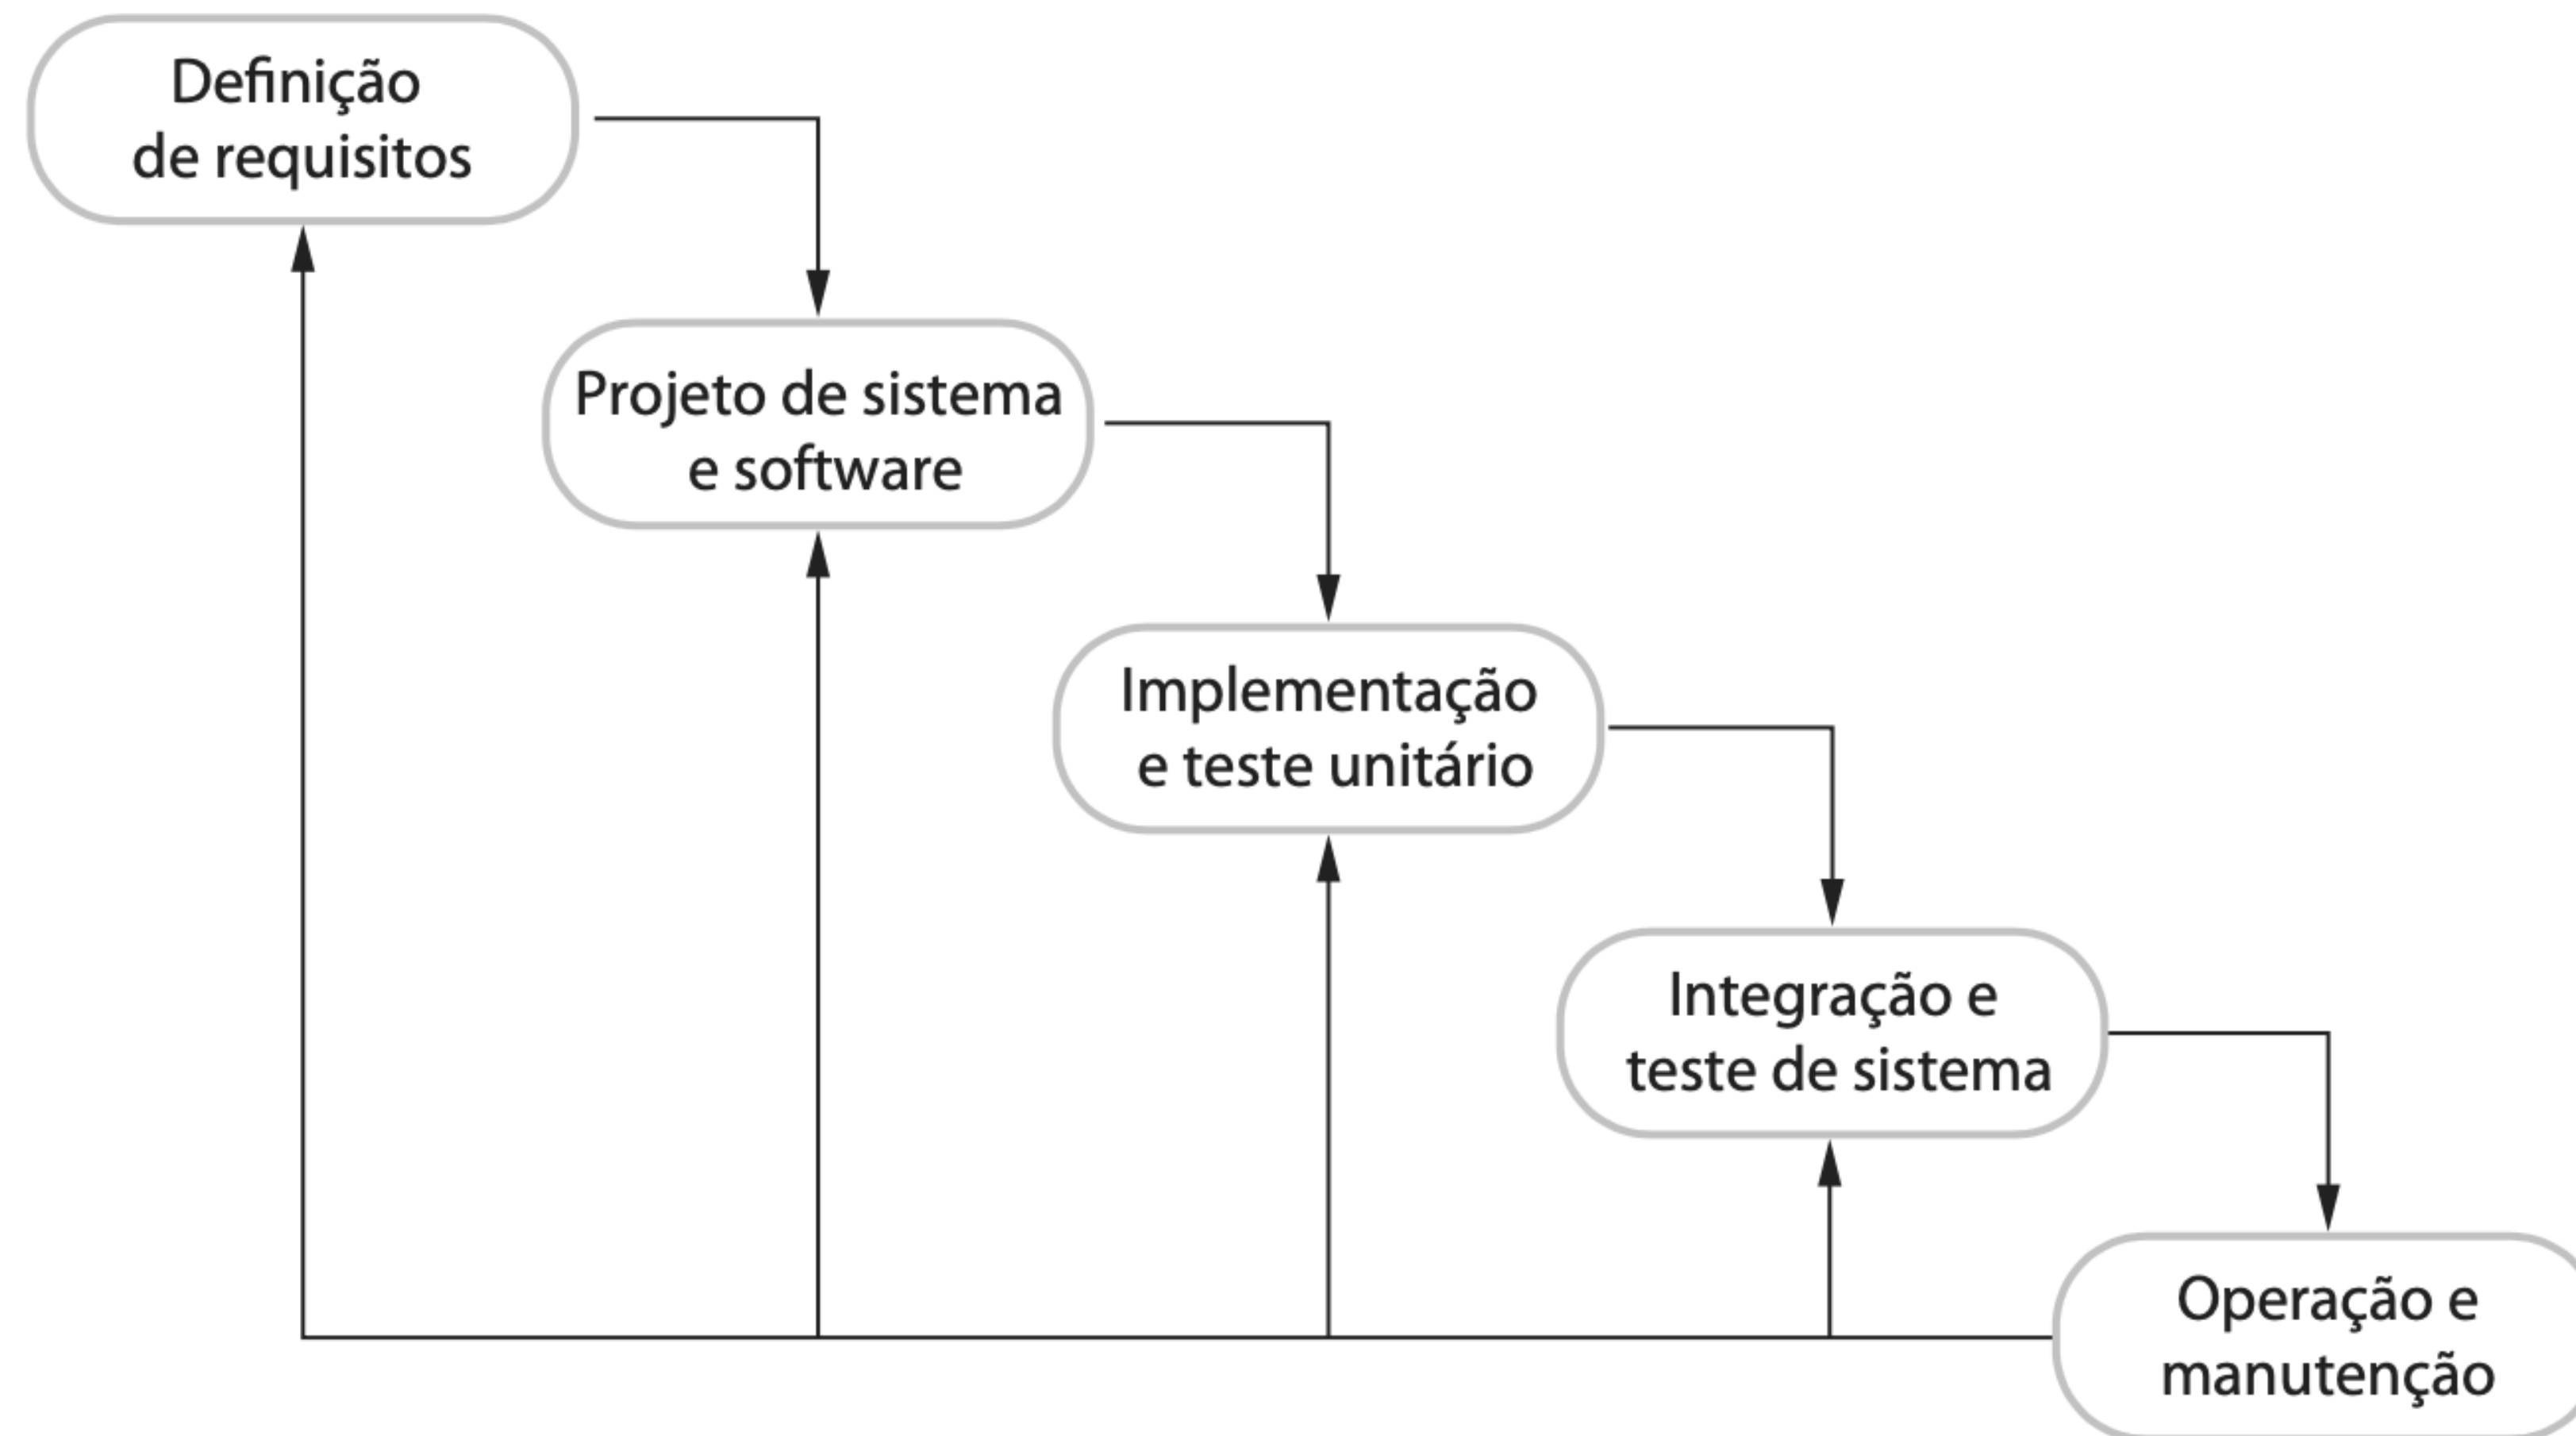 Definição
de requisitos
Projeto de sistema
e software
Implementação
e teste unitário
Integração e
teste de sistema
Operação e
manutenção